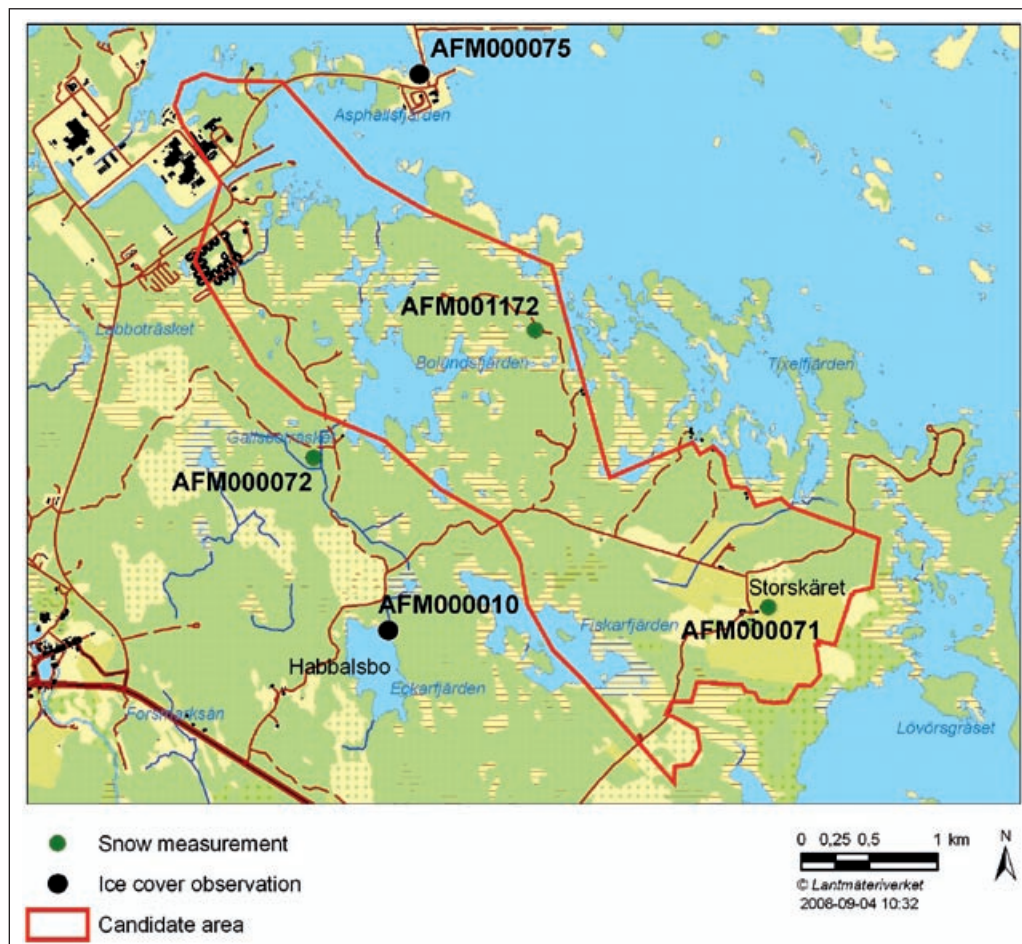 AFM000075
Asphällsfjärden
AFM001172
Labboträsket
Bolundsfjärden
Tixelfjärden
Gällsboträsket
AFM000072
Storskäret
AFM000010
Fiskarfjärden
AFM000071
Habbalsbo
Eckarfjärden
Forsmarksån
Lövörsgräset
Snow measurement
0 0,25 0,5 1 km
N
Ice cover observation
© Lantmäteriverket
2008-09-04 10:32
Candidate area